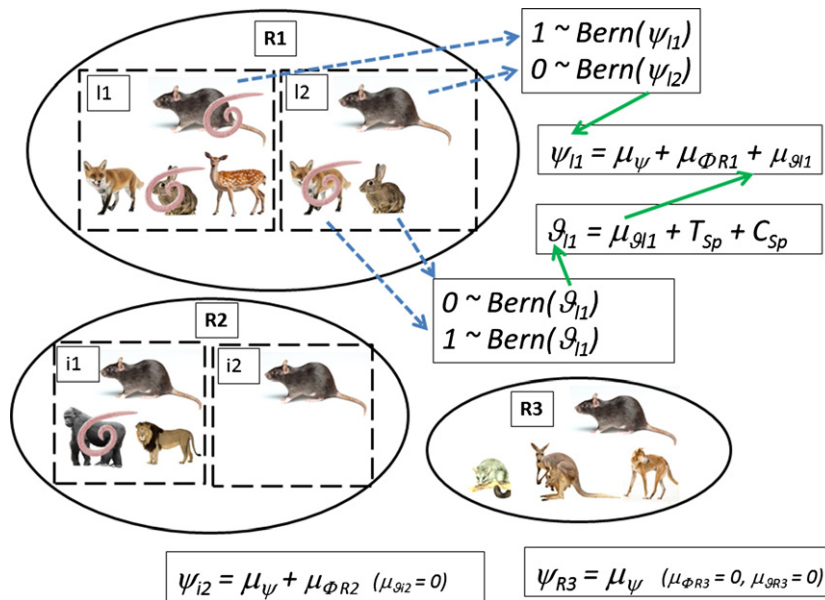 R1
l1
l2
1 ~ Bern(ψl1)
0 ~ Bern(ψl2)
ψl1 = μψ + μΦR1 + μϑl1
ϑl1 = μϑl1 + TSp + CSp
0 ~ Bern(ϑl1)
1 ~ Bern(ϑl1)
R2
i1
i2
R3
ψi2 = μψ + μΦR2 (μϑi2 = 0)
ψR3 = μψ (μΦR3 = 0, μϑR3 = 0)